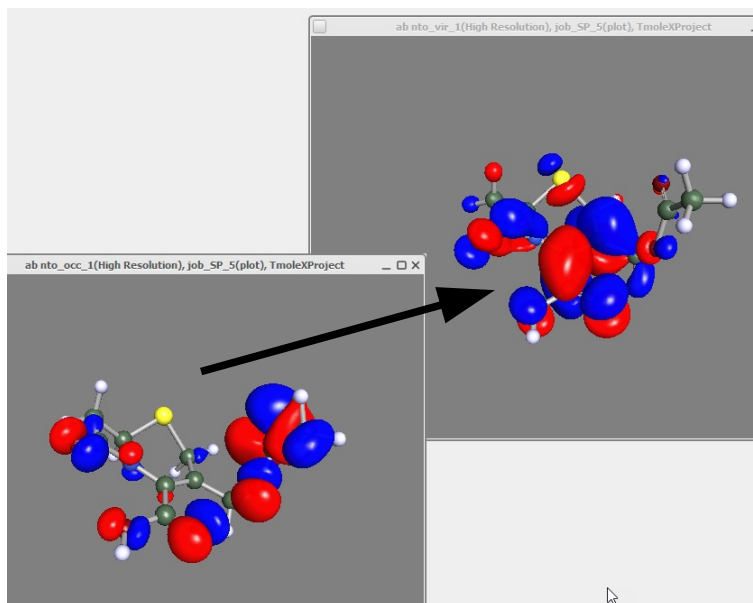 ab nto_vir_1(High Resolution), job_SP_5(plot), TmoleXProject
ab nto_occ_1(High Resolution), job_SP_5(plot), TmoleXProject